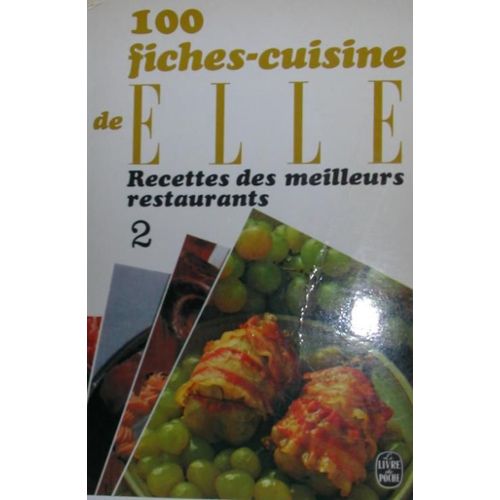 100
fiches-cuisine
de ELLE
Recettes des meilleurs
restaurants
2
Le
LIVRE
de
POCHE